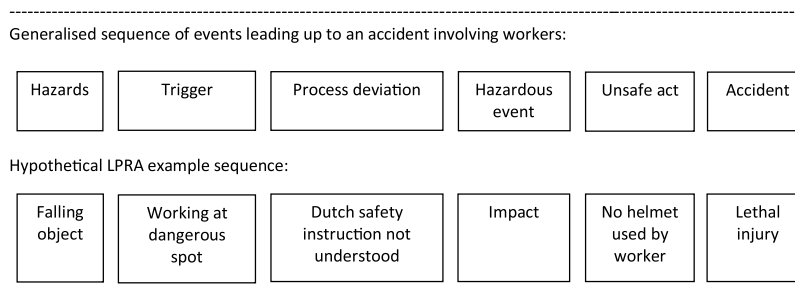 Generalised sequence of events leading up to an accident involving workers:
Hazards Trigger Process deviation Hazardous event Unsafe act Accident
Hypothetical LPRA example sequence:
Falling object Working at dangerous spot Dutch safety instruction not understood Impact No helmet used by worker Lethal injury